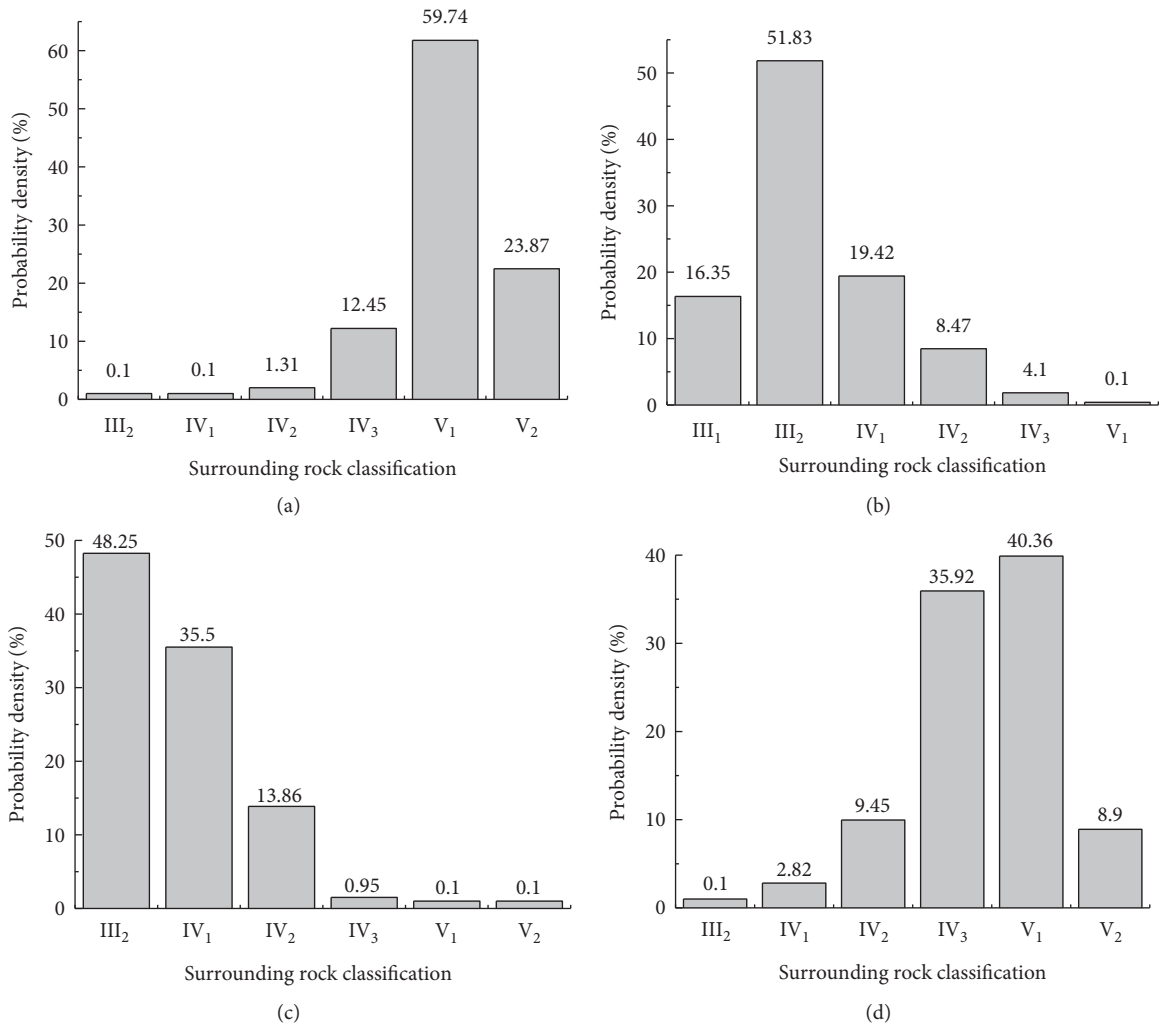 59.74
60
50
40
30
20
10
0
Probability density (%)
0.1
0.1
1.31
12.45
23.87
III₂
IV₁
IV₂
IV₃
V₁
V₂
Surrounding rock classification
(a)
51.83
50
40
30
20
10
0
Probability density (%)
16.35
19.42
8.47
4.1
0.1
III₁
III₂
IV₁
IV₂
IV₃
V₁
Surrounding rock classification
(b)
50
40
30
20
10
0
Probability density (%)
48.25
35.5
13.86
0.95
0.1
0.1
III₂
IV₁
IV₂
IV₃
V₁
V₂
Surrounding rock classification
(c)
40
30
20
10
0
Probability density (%)
0.1
2.82
9.45
35.92
40.36
8.9
III₂
IV₁
IV₂
IV₃
V₁
V₂
Surrounding rock classification
(d)